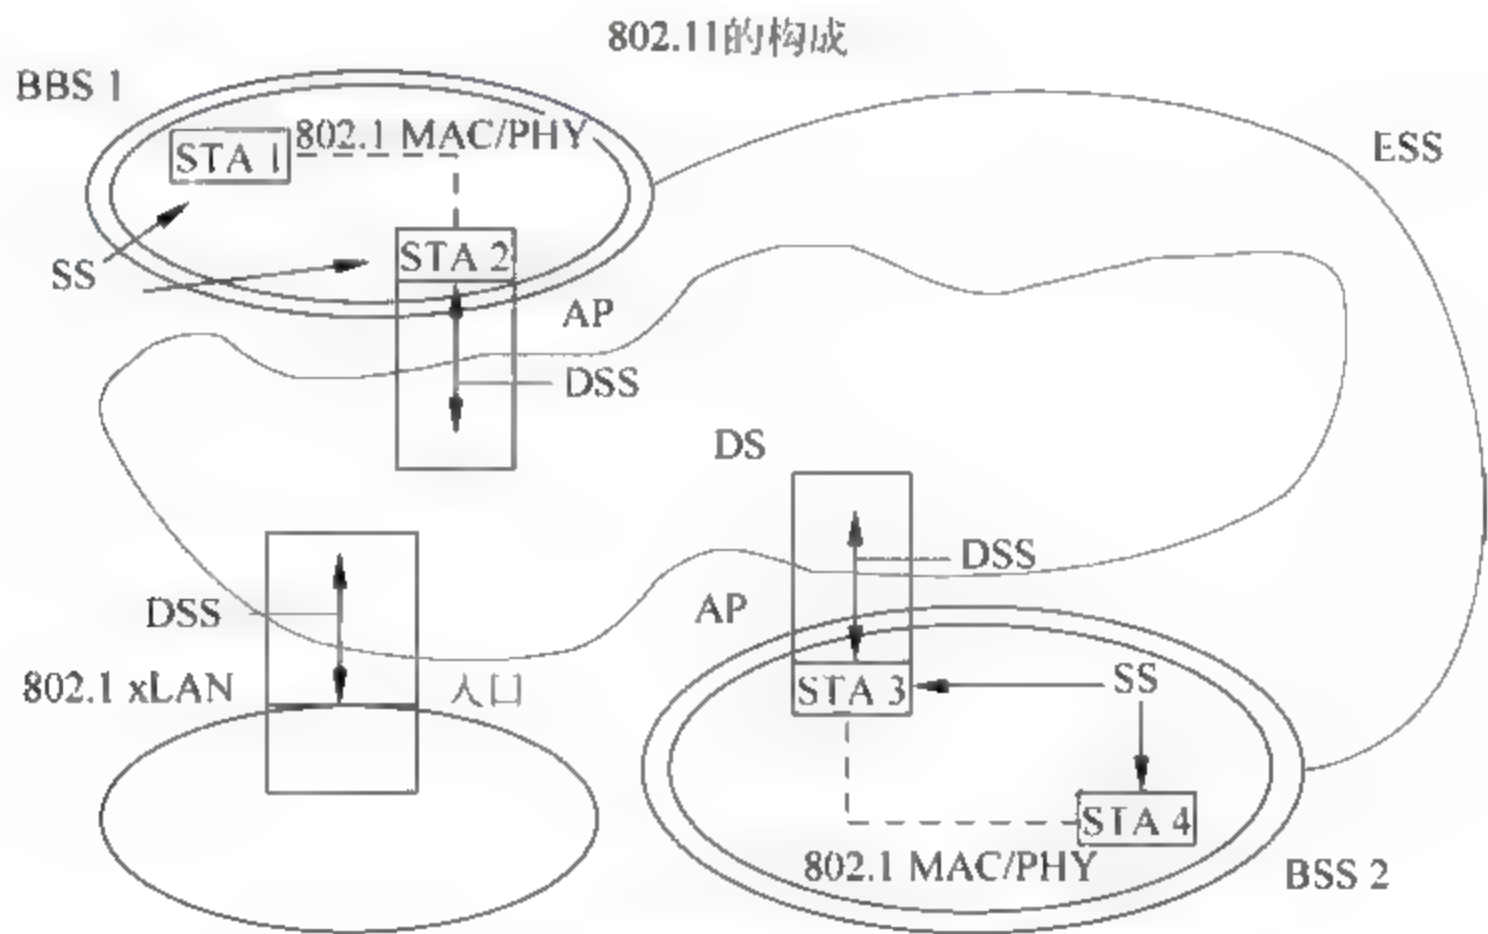 802.11的构成
BBS 1
802.1 MAC/PHY
STA 1
ESS
SS
STA 2
AP
DSS
DS
DSS
DSS
AP
802.1 xLAN
人口
STA 3
SS
STA 4
802.1 MAC/PHY
BSS 2